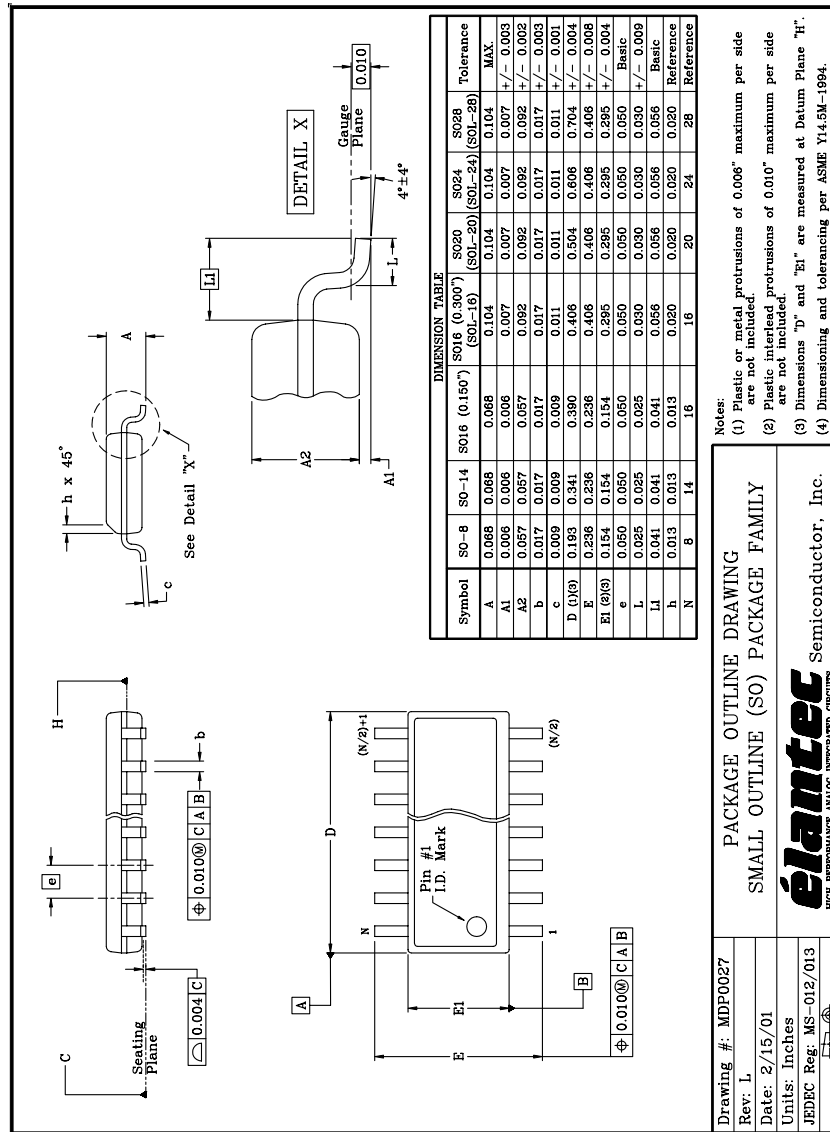 C
Seating
Plane
0.004 C
e
H
b
0.010 Ⓜ C A B
h x 45°
A
c
See Detail "X"
L1
A2
A1
L
4°±4°
DETAIL X
Gauge
Plane
0.010
A
D
N
(N/2)+1
Pin #1
I.D. Mark
E
E1
1
(N/2)
B
0.010 Ⓜ C A B
DIMENSION TABLE
Symbol SO-8 SO-14 SO16 (0.150") SO16 (0.300") (SOL-16) SO20 (SOL-20) SO24 (SOL-24) SO28 (SOL-28) Tolerance
A 0.068 0.068 0.068 0.104 0.104 0.104 0.104 MAX.
A1 0.006 0.006 0.006 0.007 0.007 0.007 0.007 +/- 0.003
A2 0.057 0.057 0.057 0.092 0.092 0.092 0.092 +/- 0.002
b 0.017 0.017 0.017 0.017 0.017 0.017 0.017 +/- 0.003
c 0.009 0.009 0.009 0.011 0.011 0.011 0.011 +/- 0.001
D (1)(3) 0.193 0.341 0.390 0.406 0.504 0.606 0.704 +/- 0.004
E 0.236 0.236 0.236 0.406 0.406 0.406 0.406 +/- 0.008
E1 (2)(3) 0.154 0.154 0.154 0.295 0.295 0.295 0.295 +/- 0.004
e 0.050 0.050 0.050 0.050 0.050 0.050 0.050 Basic
L 0.025 0.025 0.025 0.030 0.030 0.030 0.030 +/- 0.009
L1 0.041 0.041 0.041 0.056 0.056 0.056 0.056 Basic
h 0.013 0.013 0.013 0.020 0.020 0.020 0.020 Reference
N 8 14 16 16 20 24 28 Reference
Drawing #: MDP0027
Rev: L
Date: 2/15/01
Units: Inches
JEDEC Reg: MS-012/013
PACKAGE OUTLINE DRAWING
SMALL OUTLINE (SO) PACKAGE FAMILY
élantec Semiconductor, Inc.
HIGH PERFORMANCE ANALOG INTEGRATED CIRCUITS
Notes:
(1) Plastic or metal protrusions of 0.006" maximum per side
are not included.
(2) Plastic interlead protrusions of 0.010" maximum per side
are not included.
(3) Dimensions "D" and "E1" are measured at Datum Plane "H".
(4) Dimensioning and tolerancing per ASME Y14.5M-1994.